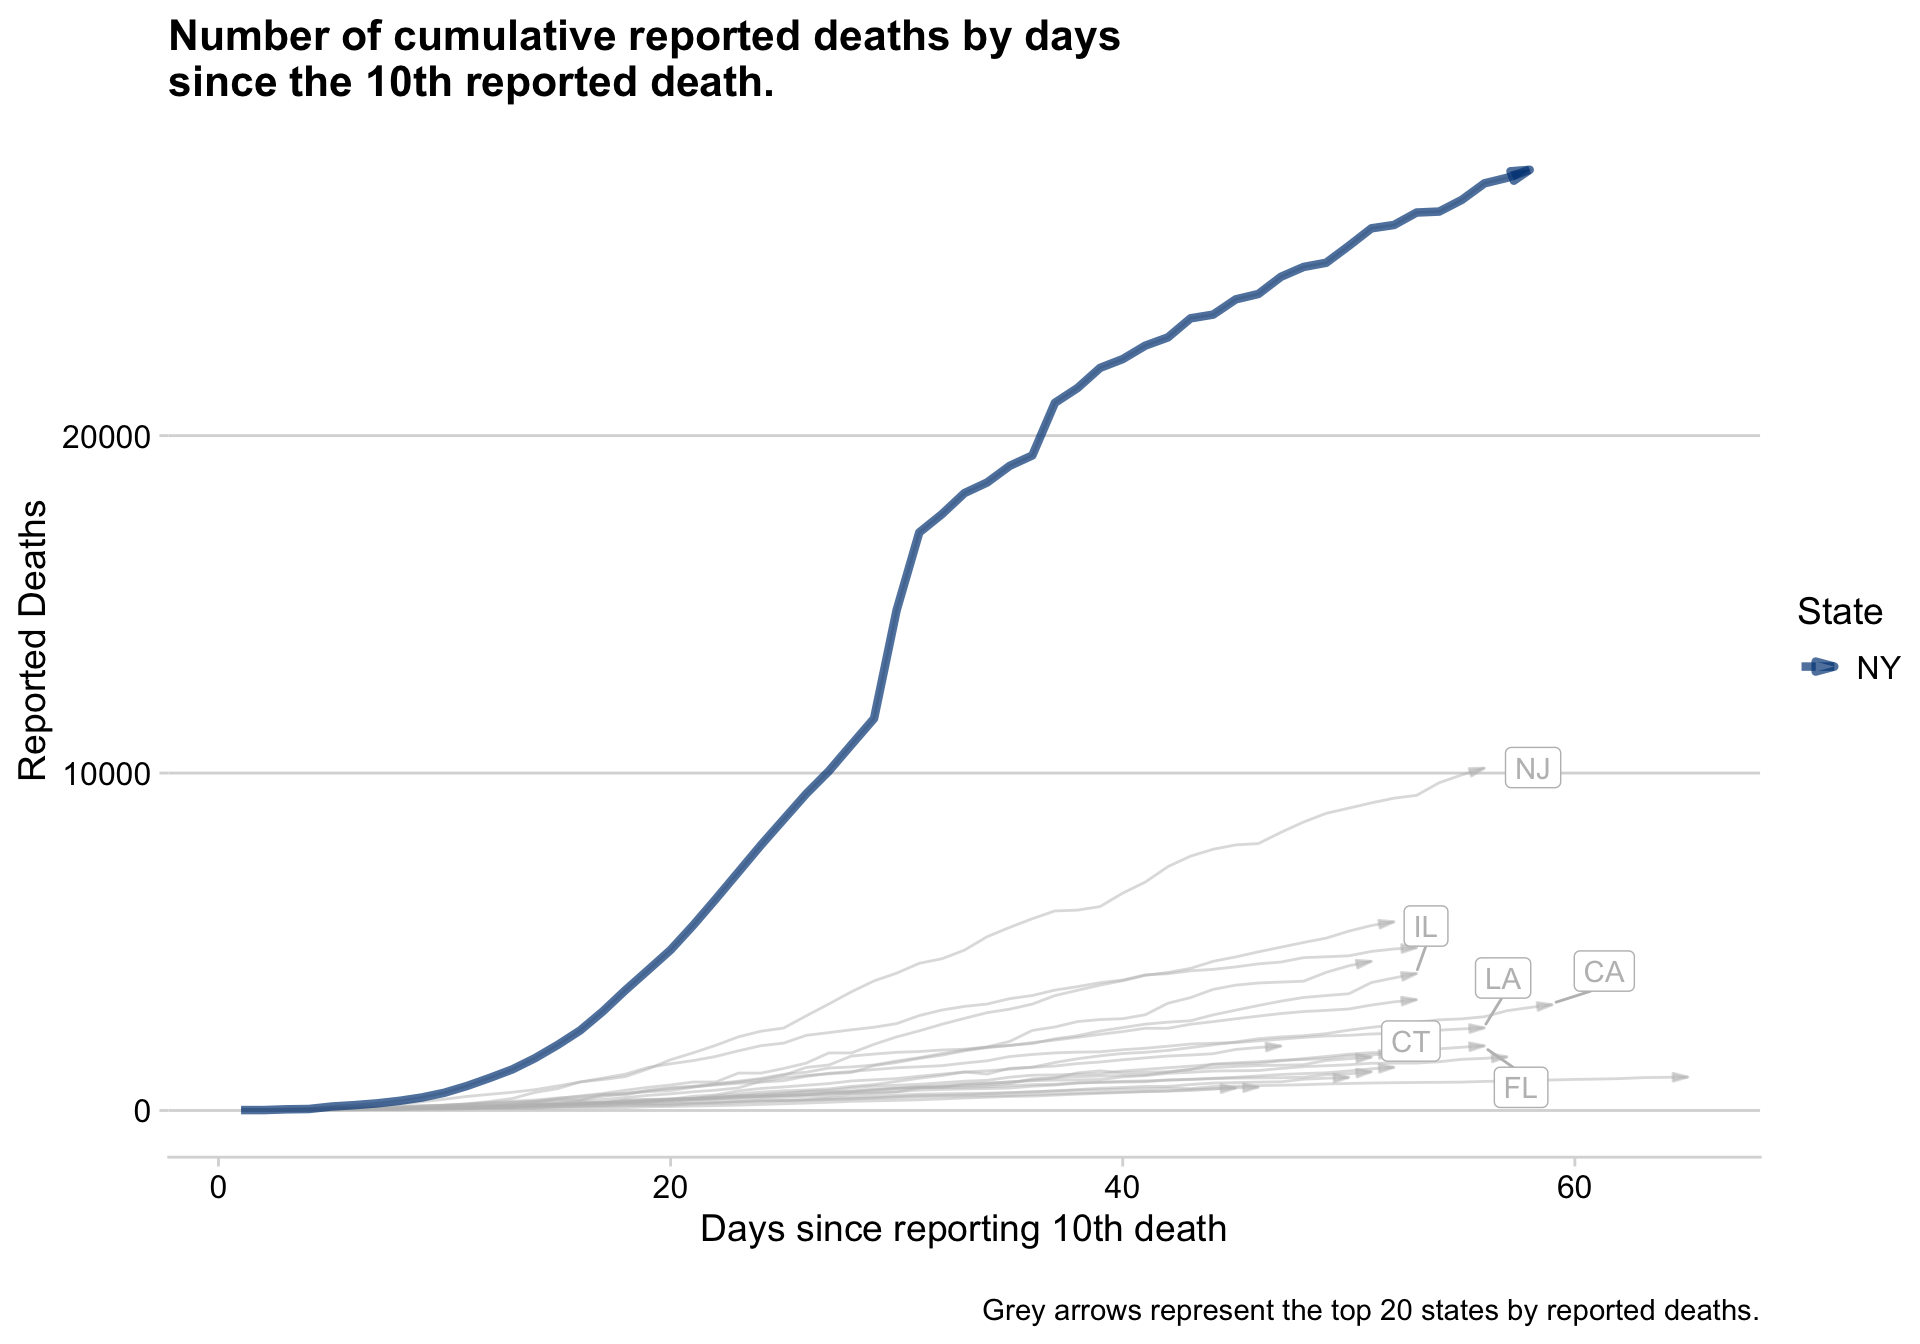 Number of cumulative reported deaths by days
since the 10th reported death.
20000
10000
0
Reported Deaths
NJ
IL
LA
CA
CT
FL
State
NY
0
20
40
60
Days since reporting 10th death
Grey arrows represent the top 20 states by reported deaths.